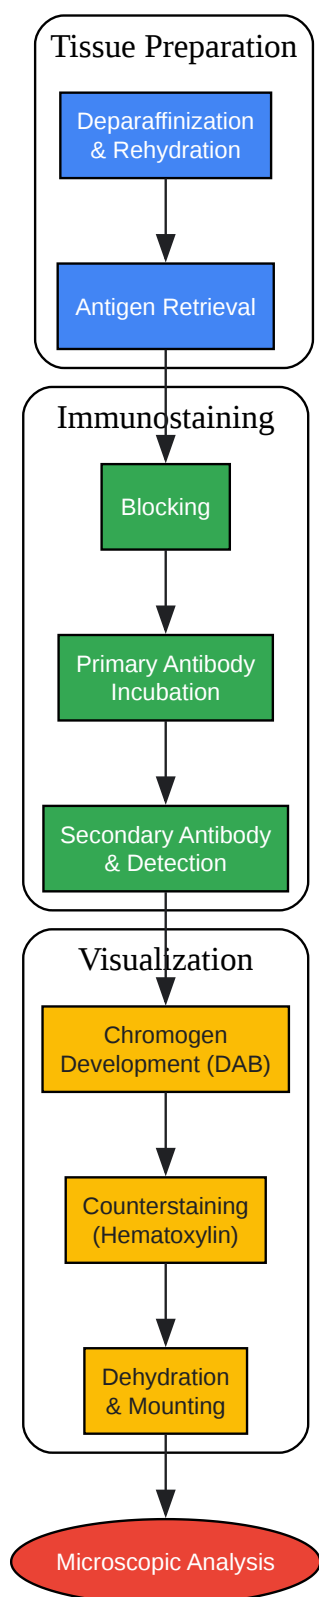 Tissue Preparation
Deparaffinization
& Rehydration
Antigen Retrieval
Immunostaining
Blocking
Primary Antibody
Incubation
Secondary Antibody
& Detection
Visualization
Chromogen
Development (DAB)
Counterstaining
(Hematoxylin)
Dehydration
& Mounting
Microscopic Analysis